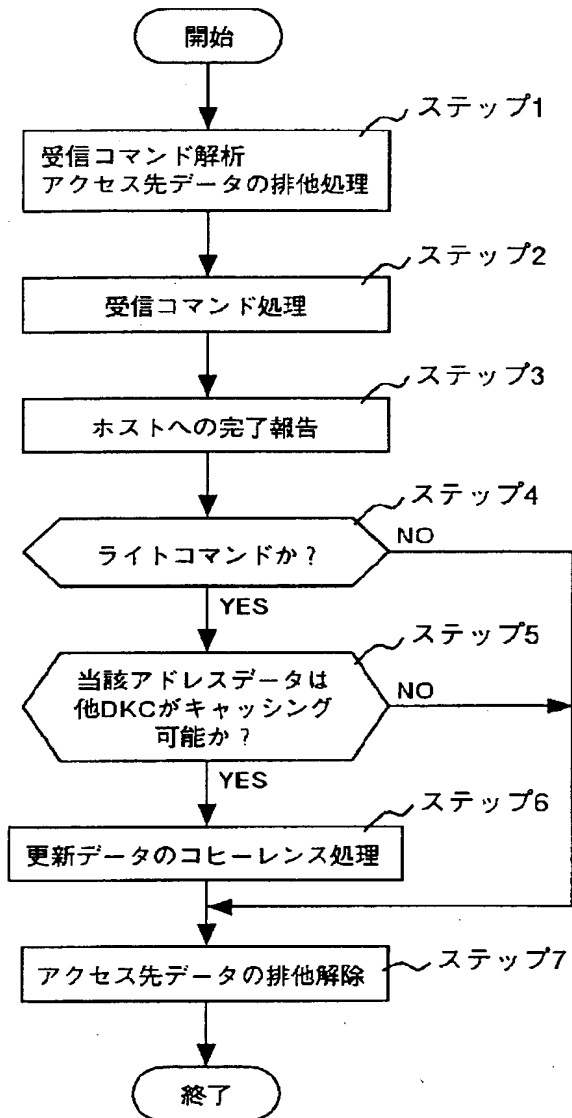 開始
ステップ1
受信コマンド解析
アクセス先データの排他処理
ステップ2
受信コマンド処理
ステップ3
ホストへの完了報告
ステップ4
ライトコマンドか？
NO
YES
ステップ5
当該アドレスデータは
他DKCがキャッシング
可能か？
NO
YES
ステップ6
更新データのコヒーレンス処理
ステップ7
アクセス先データの排他解除
終了